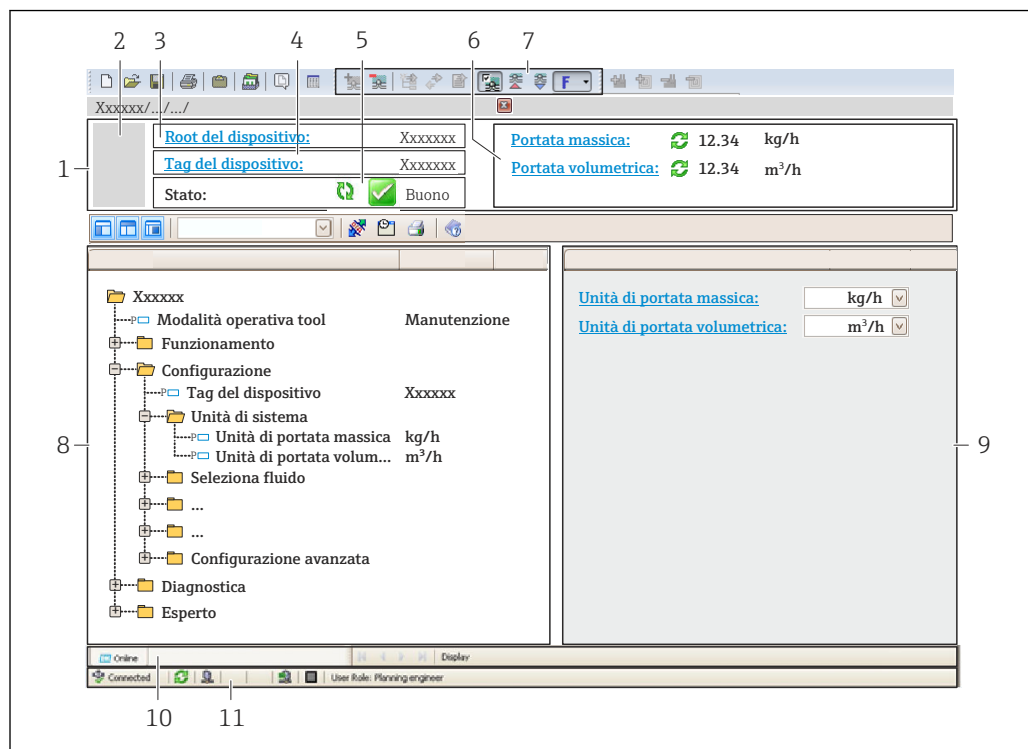 2 3 4 5 6 7
F
Xxxxxx/.../.../
1
Root del dispositivo: Xxxxxxx
Tag del dispositivo: Xxxxxxx
Stato: Buono
Portata massica: 12.34 kg/h
Portata volumetrica: 12.34 m³/h
Xxxxxx
P Modalità operativa tool Manutenzione
Funzionamento
Configurazione
P Tag del dispositivo Xxxxxx
Unità di sistema
P Unità di portata massica kg/h
P Unità di portata volum... m³/h
Seleziona fluido
...
...
Configurazione avanzata
Diagnostica
Esperto
8
Unità di portata massica: kg/h
Unità di portata volumetrica: m³/h
9
Online Display
Connected User Role: Planning engineer
10 11